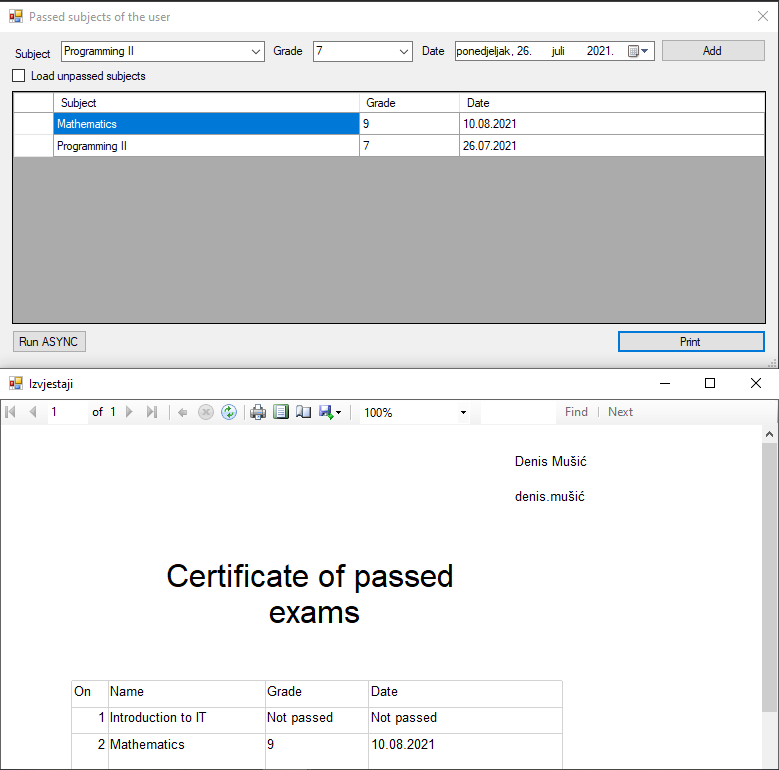 Passed subjects of the user
Subject Programming II Grade 7 Date ponedjeljak, 26. juli 2021. Add
Load unpassed subjects
Subject Grade Date
Mathematics 9 10.08.2021
Programming II 7 26.07.2021
Run ASYNC Print
Izvjestaji
1 of 1 100% Find | Next
Denis Mušić
denis.mušić
Certificate of passed
exams
On Name Grade Date
1 Introduction to IT Not passed Not passed
2 Mathematics 9 10.08.2021